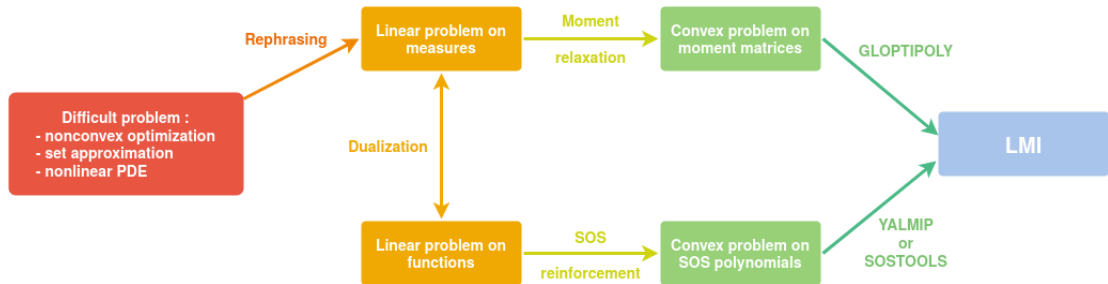 Rephrasing
Linear problem on
measures
Moment
relaxation
Convex problem on
moment matrices
GLOPTIPOLY
Difficult problem :
- nonconvex optimization
- set approximation
- nonlinear PDE
Dualization
LMI
Linear problem on
functions
SOS
reinforcement
Convex problem on
SOS polynomials
YALMIP
or
SOSTOOLS